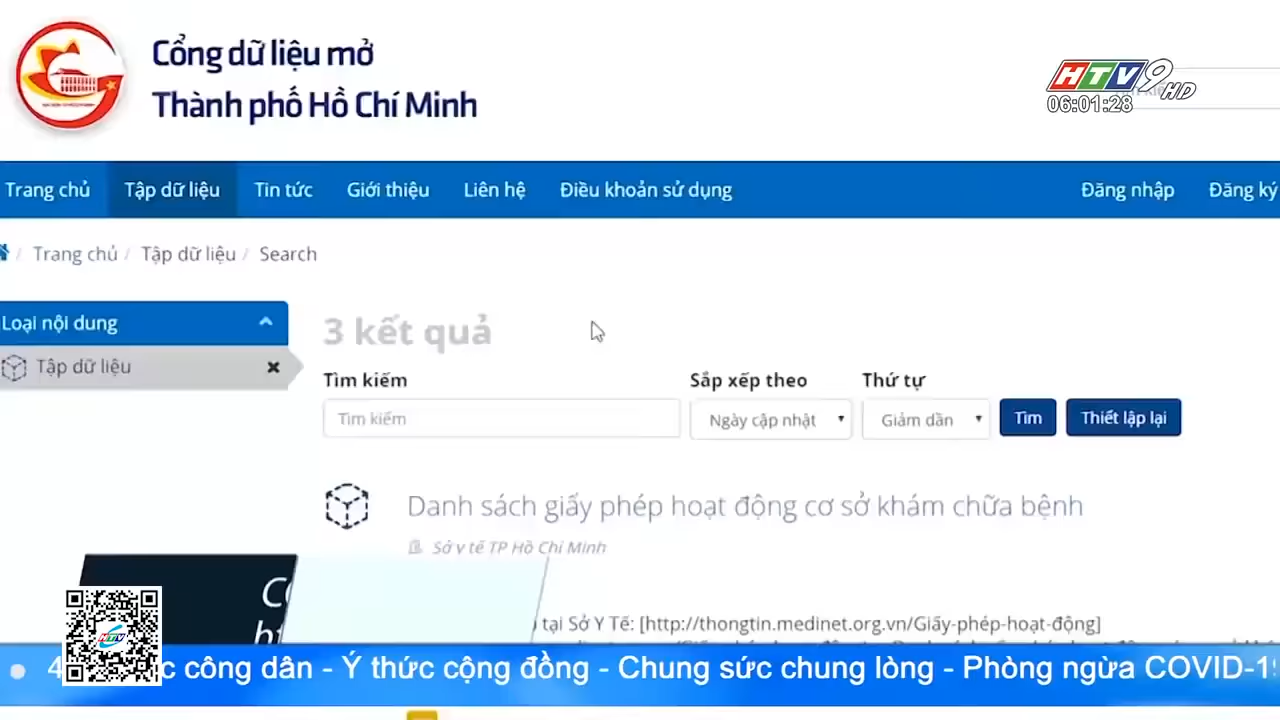 Cổng dữ liệu mở
Thành phố Hồ Chí Minh
HTV9 HD
06:01:28
Trang chủ Tập dữ liệu Tin tức Giới thiệu Liên hệ Điều khoản sử dụng Đăng nhập Đăng ký
/ Trang chủ / Tập dữ liệu / Search
Loại nội dung
Tập dữ liệu
3 kết quả
Tìm kiếm Sắp xếp theo Thứ tự
Tìm kiếm Ngày cập nhật Giảm dần Tìm Thiết lập lại
Danh sách giấy phép hoạt động cơ sở khám chữa bệnh
Sở y tế TP Hồ Chí Minh
tại Sở Y Tế: [http://thongtin.medinet.org.vn/Giấy-phép-hoạt-động]
HTV
công dân - Ý thức cộng đồng - Chung sức chung lòng - Phòng ngừa COVID-19